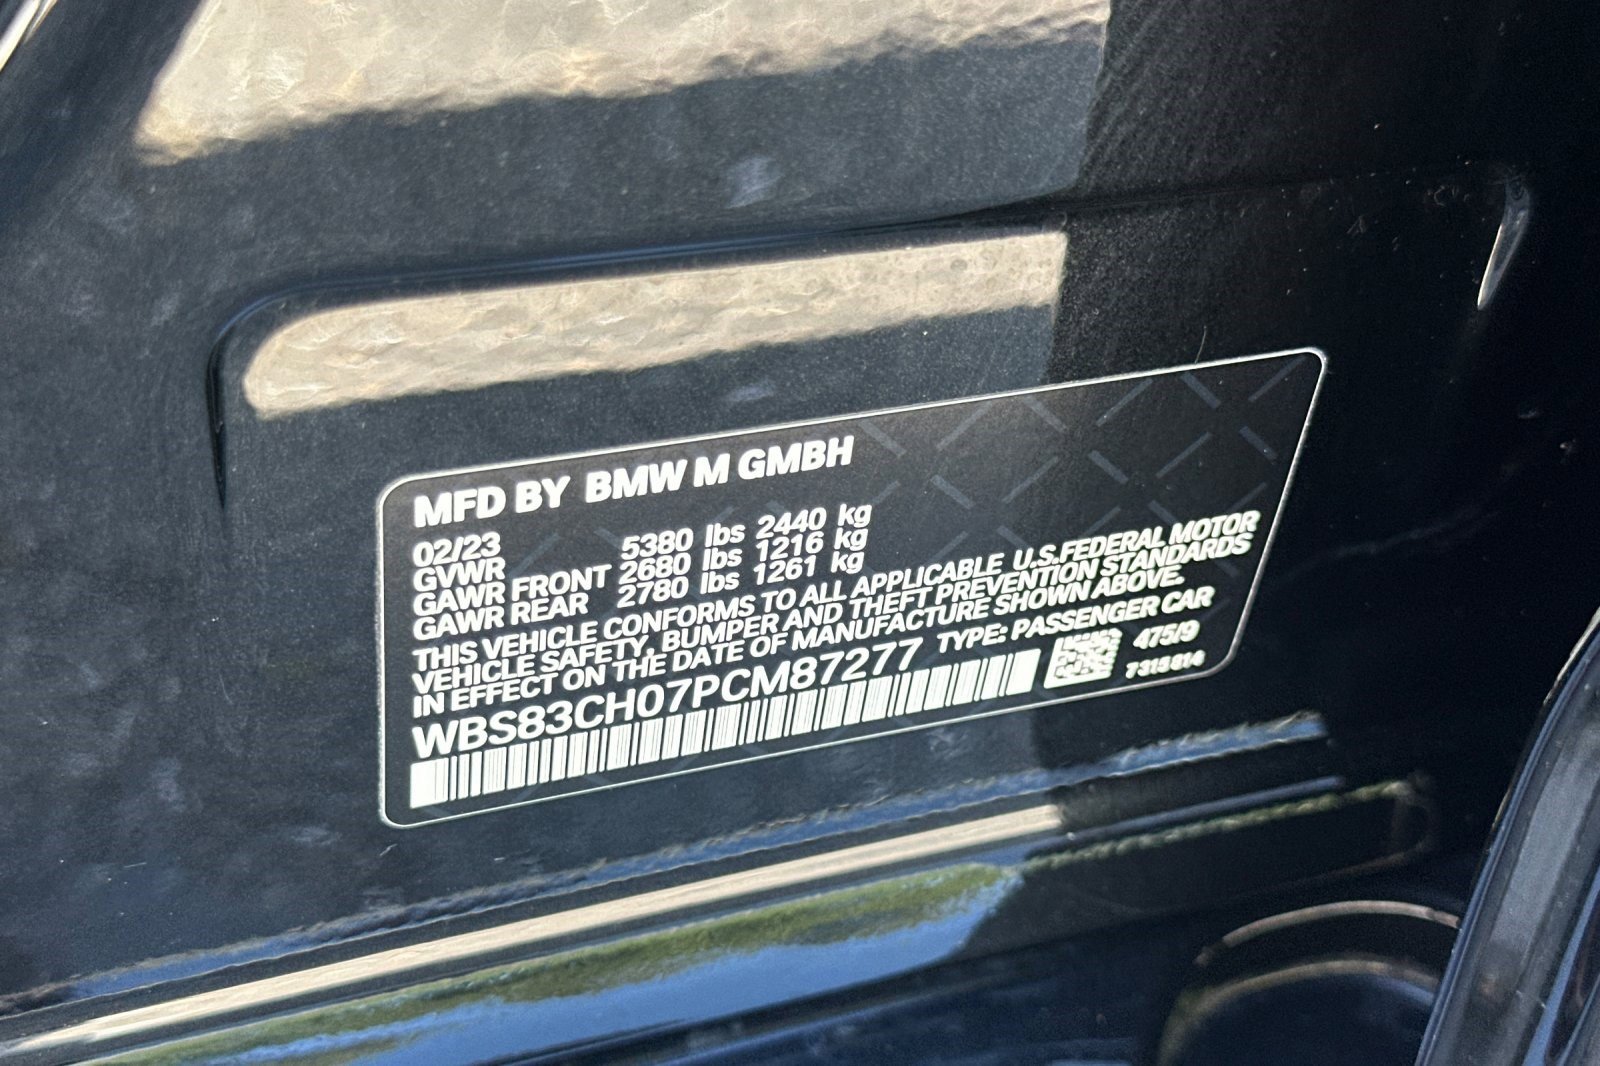 MFD BY BMW M GMBH
02/23
GVWR 5380 lbs 2440 kg
GAWR FRONT 2680 lbs 1216 kg
GAWR REAR 2780 lbs 1261 kg
THIS VEHICLE CONFORMS TO ALL APPLICABLE U.S.FEDERAL MOTOR
VEHICLE SAFETY, BUMPER AND THEFT PREVENTION STANDARDS
IN EFFECT ON THE DATE OF MANUFACTURE SHOWN ABOVE.
WBS83CH07PCM87277 TYPE: PASSENGER CAR
475/9
7315814